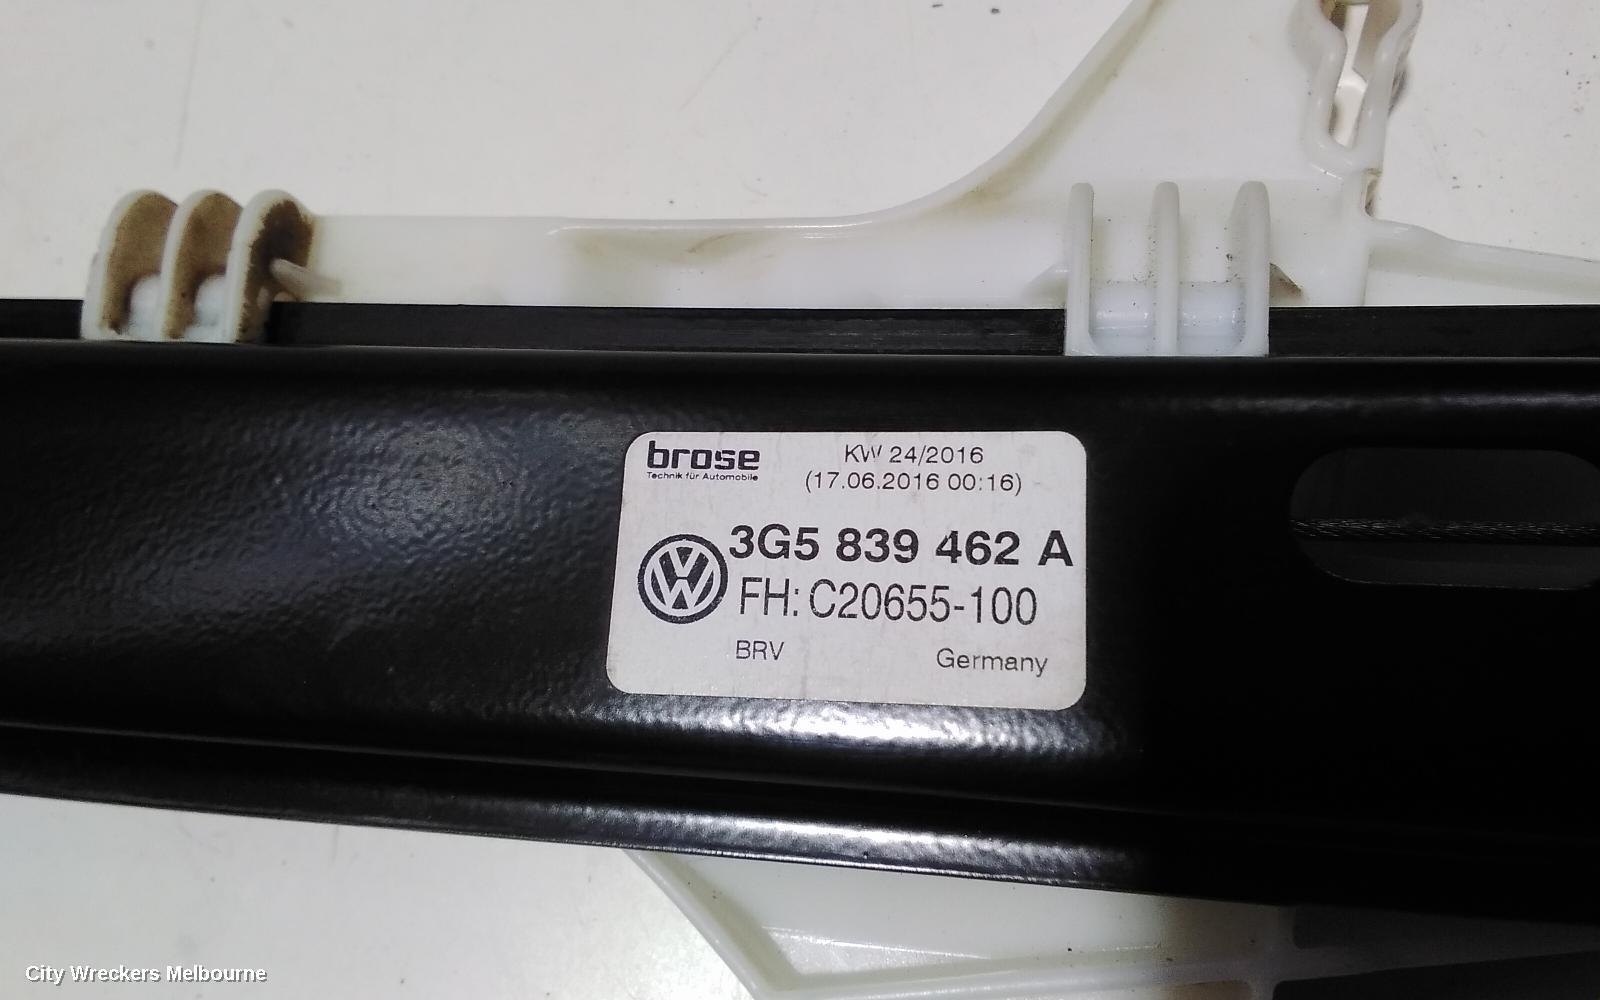 brose
Technik für Automobile
KW 24/2016
(17.06.2016 00:16)
3G5 839 462 A
FH: C20655-100
BRV
Germany
City Wreckers Melbourne